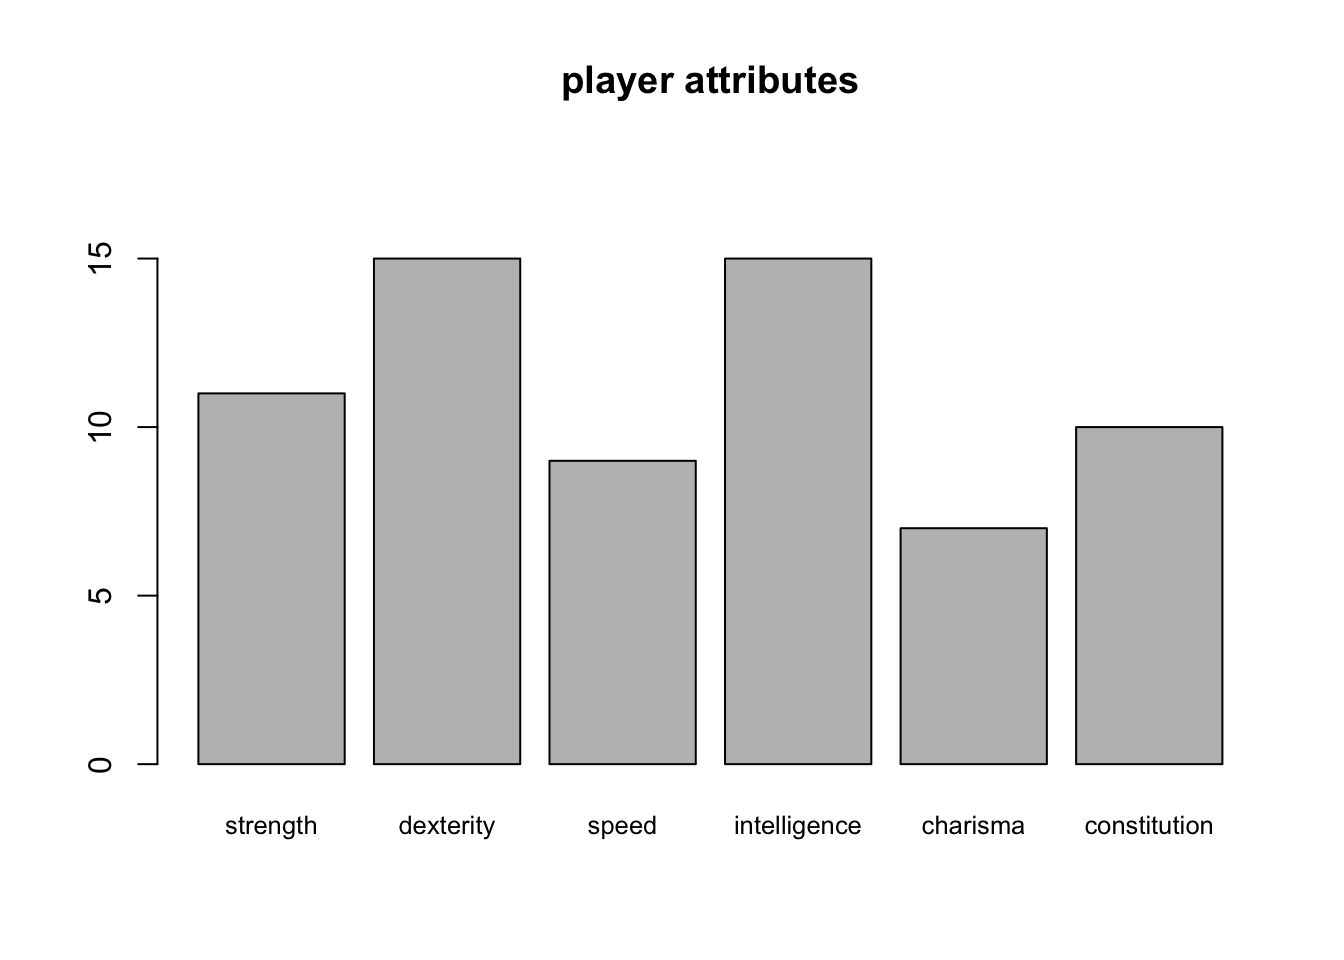 player attributes
15
10
5
0
strength dexterity speed intelligence charisma constitution